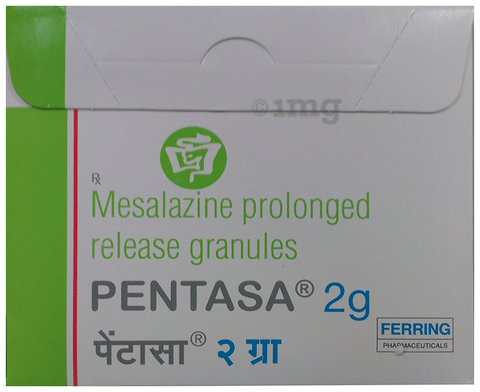 ©1mg
℞
Mesalazine prolonged
release granules
PENTASA® 2g
पेंटासा® २ ग्रा
FERRING
PHARMACEUTICALS